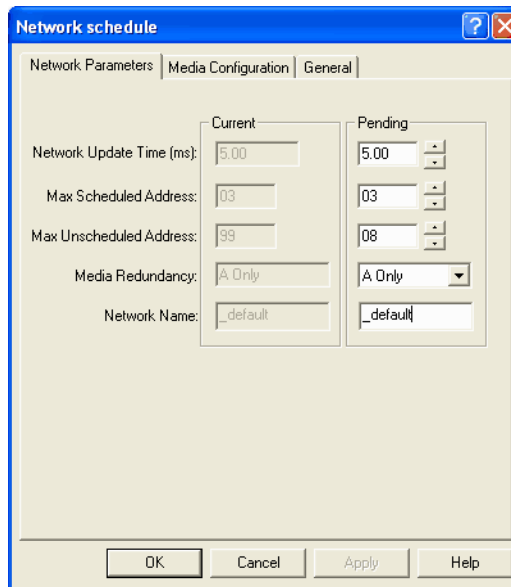 Network schedule
Network Parameters Media Configuration General
Current Pending
Network Update Time (ms): 5.00 5.00
Max Scheduled Address: 03 03
Max Unscheduled Address: 99 08
Media Redundancy: A Only A Only
Network Name: _default _default
OK Cancel Apply Help